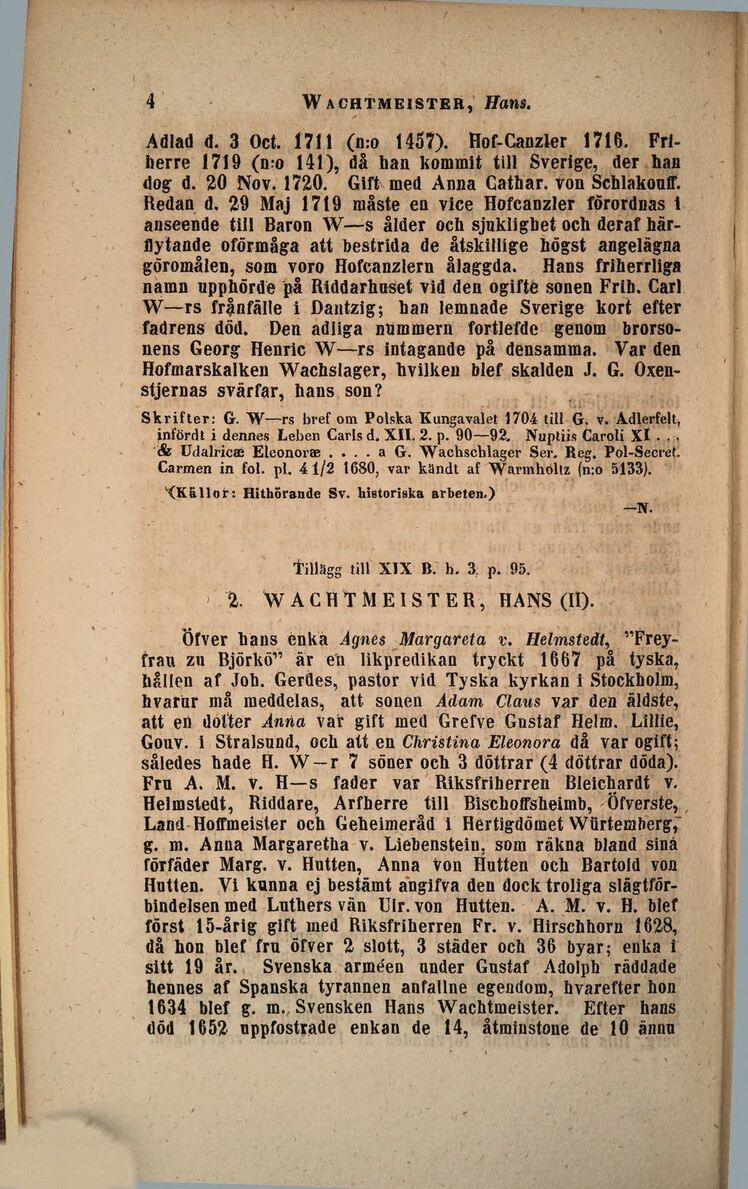 4 WACHTMEISTER, Hans.
Adlad d. 3 Oct. 1711 (n:o 1457). Hof-Canzler 1716. Fri-
herre 1719 (n:o 141), då han kommit till Sverige, der han
dog d. 20 Nov. 1720. Gift med Anna Cathar. von Schlakouff.
Redan d. 29 Maj 1719 måste en vice Hofcanzler förordnas i
anseende till Baron W—s ålder och sjuklighet och deraf här-
flytande oförmåga att bestrida de åtskillige högst angelägna
göromålen, som voro Hofcanzlern ålaggda. Hans friherrliga
namn upphörde på Riddarhuset vid den ogifte sonen Frih. Carl
W—rs frånfälle i Dantzig; han lemnade Sverige kort efter
fadrens död. Den adliga nummern fortlefde genom brorso-
nens Georg Henric W—rs intagande på densamma. Var den
Hofmarskalken Wachslager, hvilken blef skalden J. G. Oxen-
stjernas svärfar, hans son?
Skrifter: G. W—rs bref om Polska Kungavalet 1704 till G. v. Adlerfelt,
infördt i dennes Leben Carls d. XII. 2. p. 90—92. Nuptiis Caroli XI . . .
& Udalricæ Eleonoræ . . . . a G. Wachschlager Ser. Reg. Pol-Secret.
Carmen in fol. pl. 4 1/2 1680, var kändt af Warmholtz (n:o 5133).
(Källor: Hithörande Sv. historiska arbeten.)
—N.
Tillägg till XIX B. h. 3. p. 95.
2. WACHTMEISTER, HANS (II).
Öfver hans enka Agnes Margareta v. Helmstedt, "Frey-
frau zu Björkö" är en likpredikan tryckt 1667 på tyska,
hållen af Joh. Gerdes, pastor vid Tyska kyrkan i Stockholm,
hvarur må meddelas, att sonen Adam Claus var den äldste,
att en dotter Anna var gift med Grefve Gustaf Helm. Lillie,
Gouv. i Stralsund, och att en Christina Eleonora då var ogift;
således hade H. W—r 7 söner och 3 döttrar (4 döttrar döda).
Fru A. M. v. H—s fader var Riksfriherren Bleichardt v.
Helmstedt, Riddare, Arfherre till Bischoffsheimb, Öfverste,
Land-Hoffmeister och Geheimeråd i Hertigdömet Würtemberg,
g. m. Anna Margaretha v. Liebenstein, som räkna bland sina
förfäder Marg. v. Hutten, Anna von Hutten och Bartold von
Hutten. Vi kunna ej bestämt angifva den dock troliga slägtför-
bindelsen med Luthers vän Ulr. von Hutten. A. M. v. H. blef
först 15-årig gift med Riksfriherren Fr. v. Hirschhorn 1628,
då hon blef fru öfver 2 slott, 3 städer och 36 byar; enka i
sitt 19 år. Svenska arméen under Gustaf Adolph räddade
hennes af Spanska tyrannen anfallne egendom, hvarefter hon
1634 blef g. m. Svensken Hans Wachtmeister. Efter hans
död 1652 uppfostrade enkan de 14, åtminstone de 10 ännu